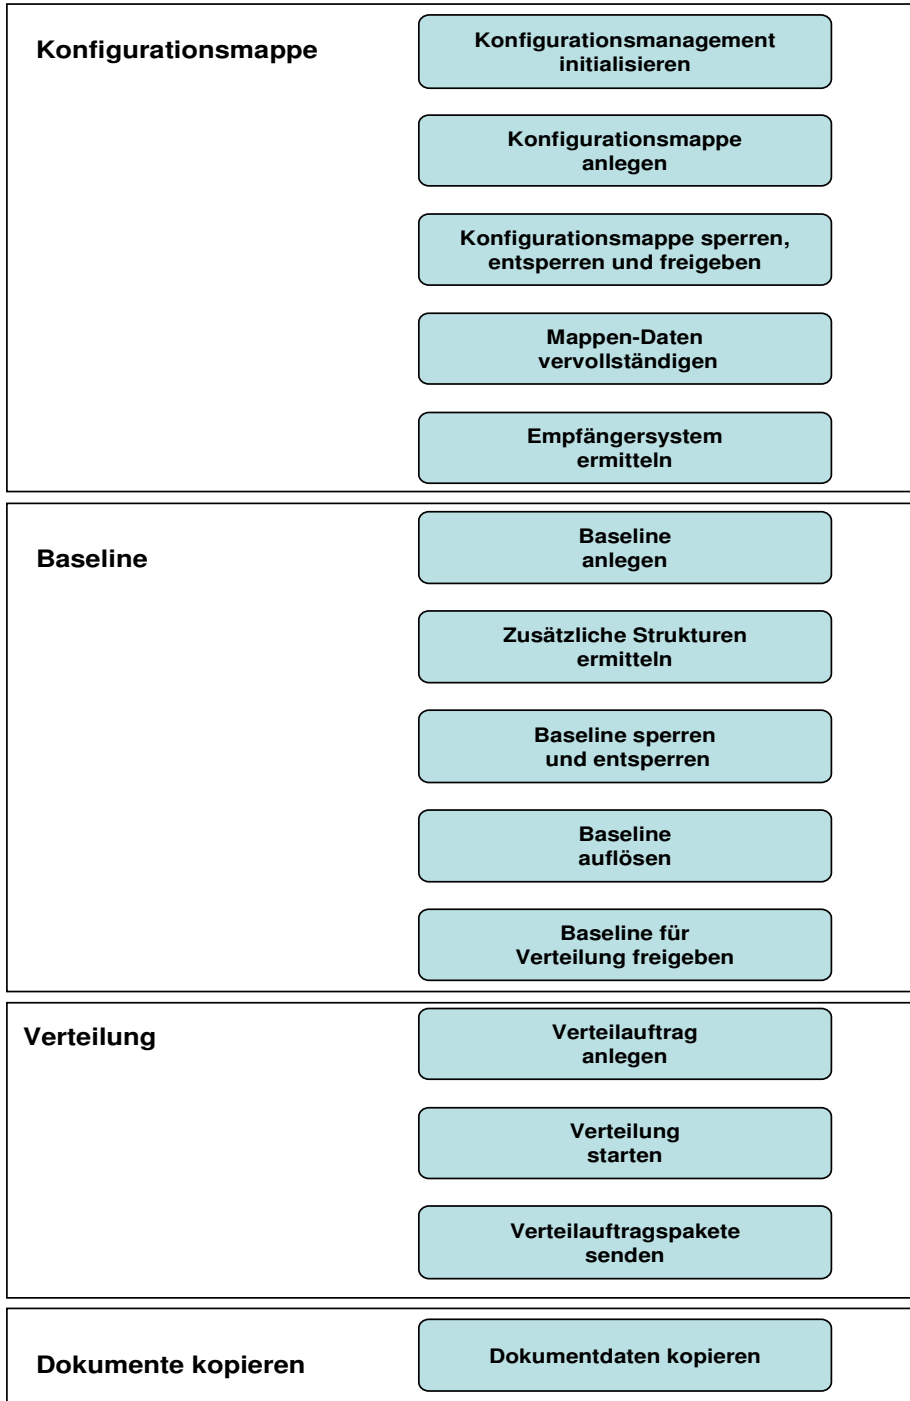 Konfigurationsmappe
Konfigurationsmanagement
initialisieren
Konfigurationsmappe
anlegen
Konfigurationsmappe sperren,
entsperren und freigeben
Mappen-Daten
vervollständigen
Empfängersystem
ermitteln
Baseline
Baseline
anlegen
Zusätzliche Strukturen
ermitteln
Baseline sperren
und entsperren
Baseline
auflösen
Baseline für
Verteilung freigeben
Verteilung
Verteilauftrag
anlegen
Verteilung
starten
Verteilauftragspakete
senden
Dokumente kopieren
Dokumentdaten kopieren